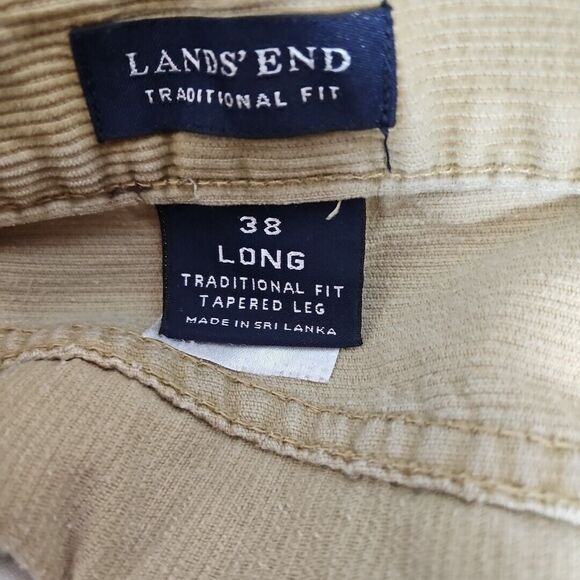 LANDS' END
TRADITIONAL FIT
38
LONG
TRADITIONAL FIT
TAPERED LEG
MADE IN SRI LANKA